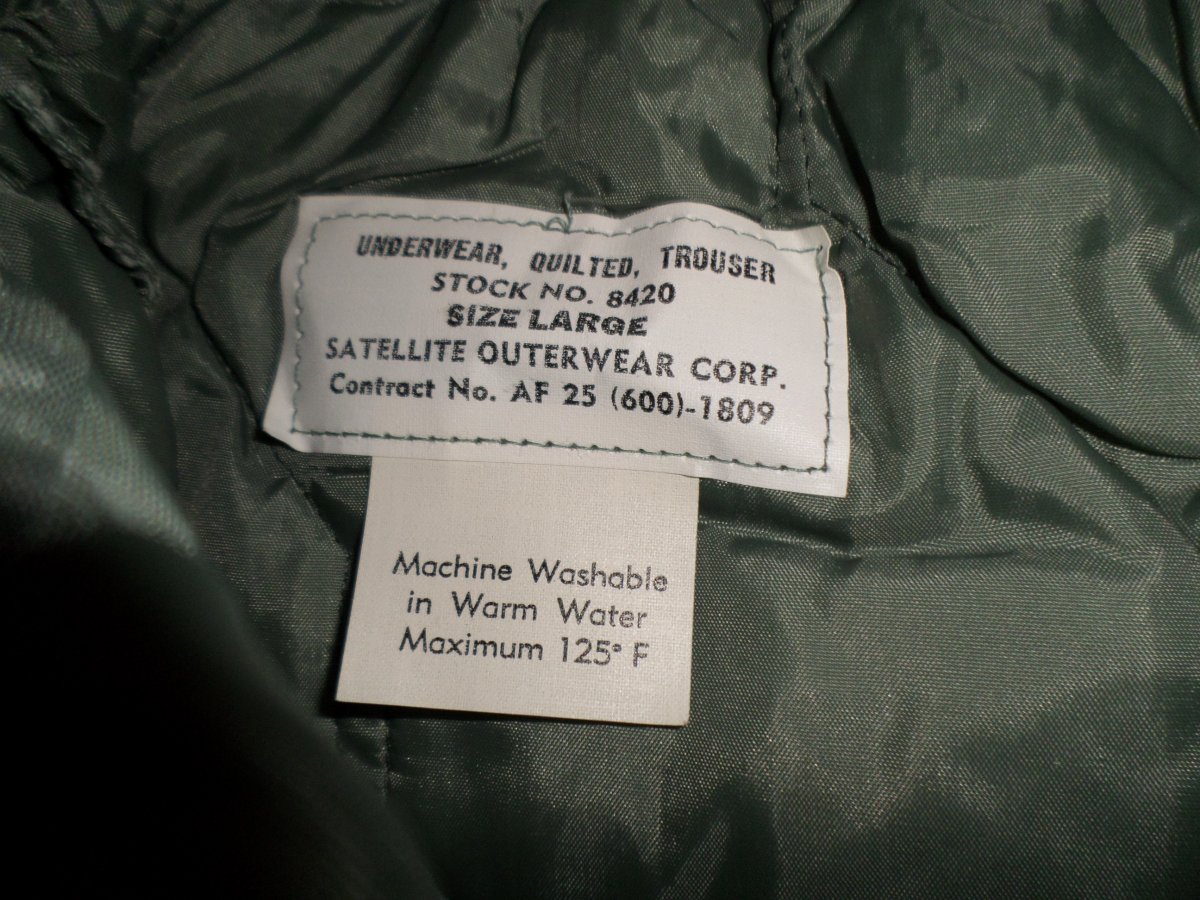 UNDERWEAR, QUILTED, TROUSER
STOCK NO. 8420
SIZE LARGE
SATELLITE OUTERWEAR CORP.
Contract No. AF 25 (600)-1809
Machine Washable
in Warm Water
Maximum 125° F